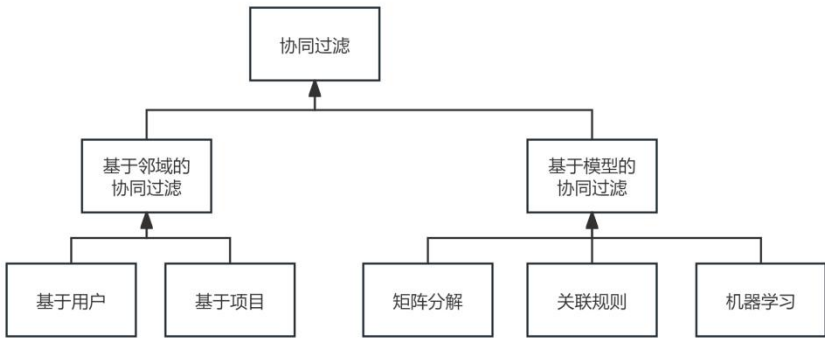 协同过滤
基于邻域的
协同过滤
基于模型的
协同过滤
基于用户
基于项目
矩阵分解
关联规则
机器学习